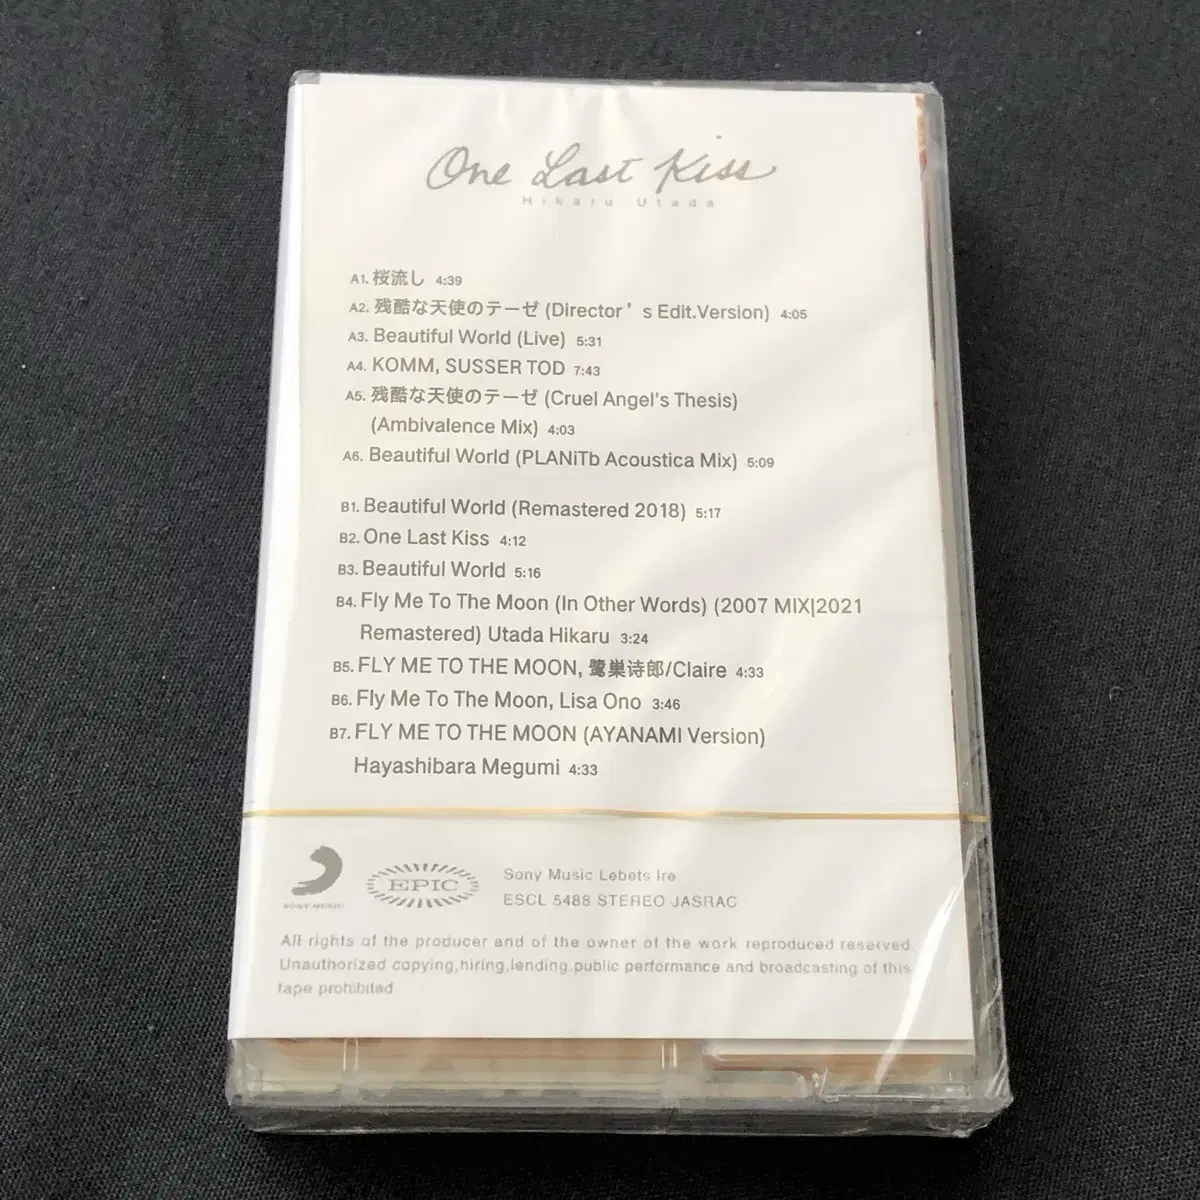 One Last Kiss
Hikaru Utada
A1. 桜流し 4:39
A2. 残酷な天使のテーゼ (Director's Edit.Version) 4:05
A3. Beautiful World (Live) 5:31
A4. KOMM, SUSSER TOD 7:43
A5. 残酷な天使のテーゼ (Cruel Angel's Thesis)
(Ambivalence Mix) 4:03
A6. Beautiful World (PLANiTb Acoustica Mix) 5:09
B1. Beautiful World (Remastered 2018) 5:17
B2. One Last Kiss 4:12
B3. Beautiful World 5:16
B4. Fly Me To The Moon (In Other Words) (2007 MIX|2021
Remastered) Utada Hikaru 3:24
B5. FLY ME TO THE MOON, 鹭巢诗郎/Claire 4:33
B6. Fly Me To The Moon, Lisa Ono 3:46
B7. FLY ME TO THE MOON (AYANAMI Version)
Hayashibara Megumi 4:33
SONY MUSIC
EPIC
Sony Music Lebets Ire.
ESCL 5488 STEREO JASRAC
All rights of the producer and of the owner of the work reproduced reserved.
Unauthorized copying,hiring,lending,public performance and broadcasting of this
tape prohibited